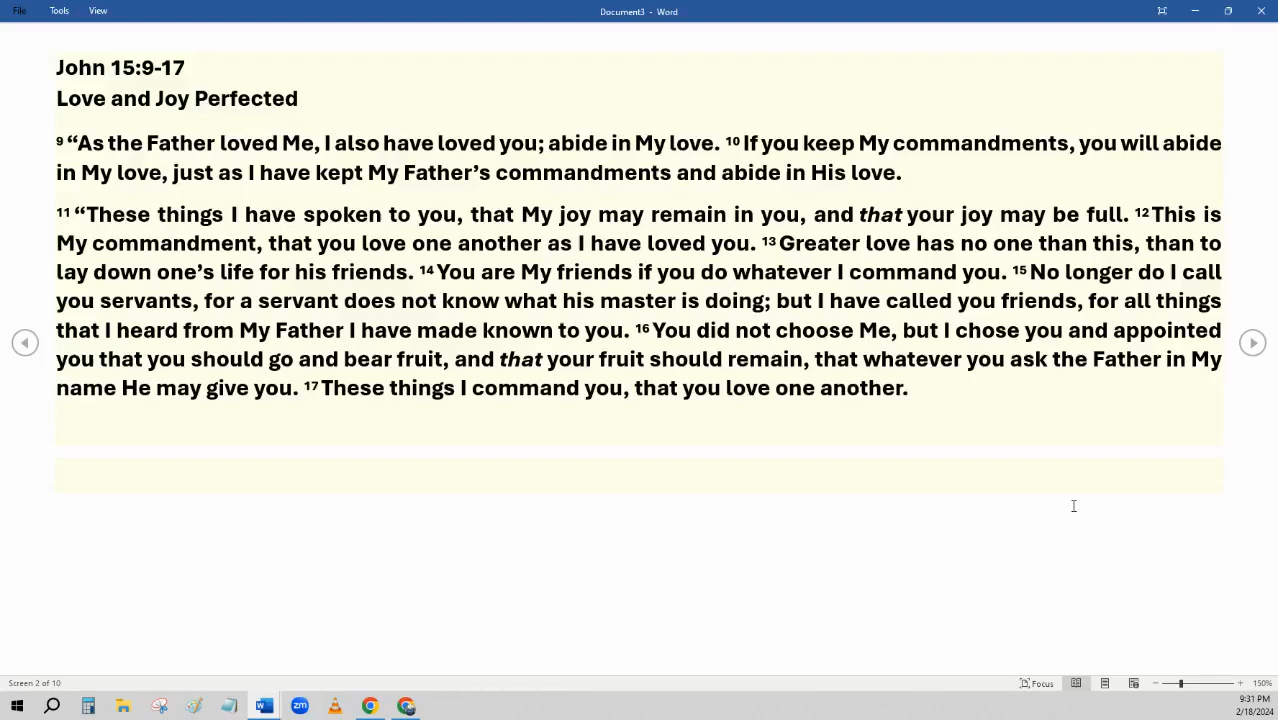 File Tools View Document3 - Word
John 15:9-17
Love and Joy Perfected
9 “As the Father loved Me, I also have loved you; abide in My love. 10 If you keep My commandments, you will abide
in My love, just as I have kept My Father’s commandments and abide in His love.
11 “These things I have spoken to you, that My joy may remain in you, and that your joy may be full. 12 This is
My commandment, that you love one another as I have loved you. 13 Greater love has no one than this, than to
lay down one’s life for his friends. 14 You are My friends if you do whatever I command you. 15 No longer do I call
you servants, for a servant does not know what his master is doing; but I have called you friends, for all things
that I heard from My Father I have made known to you. 16 You did not choose Me, but I chose you and appointed
you that you should go and bear fruit, and that your fruit should remain, that whatever you ask the Father in My
name He may give you. 17 These things I command you, that you love one another.
Screen 2 of 10 Focus 150%
zm
9:31 PM
2/18/2024